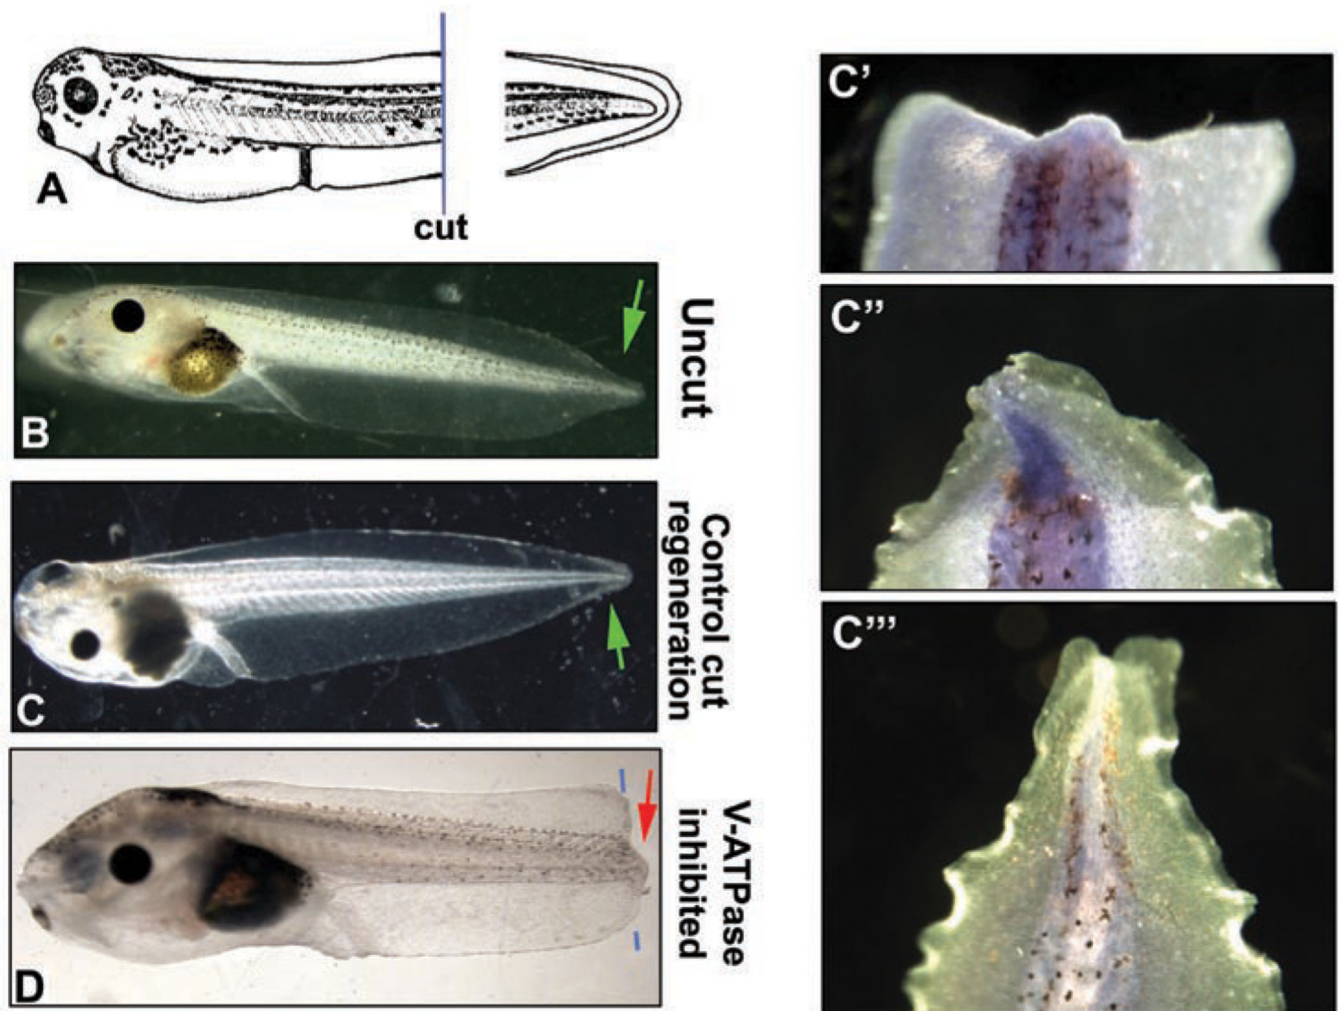 A
cut
B
Uncut
C
Control cut
regeneration
D
V-ATPase
inhibited
C’
C’’
C’’’